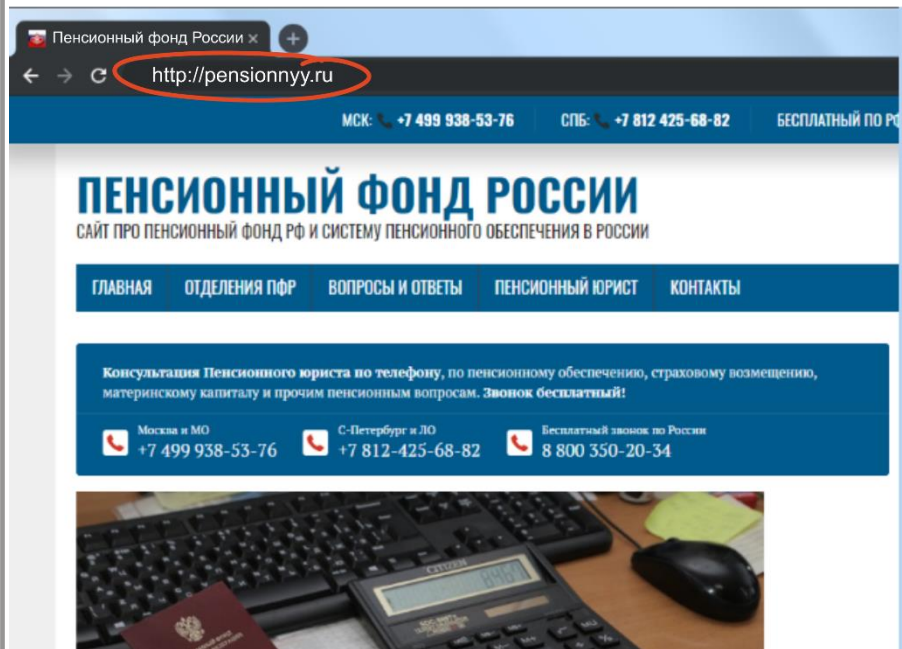 Пенсионный фонд России ×
http://pensionnyy.ru
МСК: +7 499 938-53-76 СПБ: +7 812 425-68-82 БЕСПЛАТНЫЙ ПО РФ
ПЕНСИОННЫЙ ФОНД РОССИИ
САЙТ ПРО ПЕНСИОННЫЙ ФОНД РФ И СИСТЕМУ ПЕНСИОННОГО ОБЕСПЕЧЕНИЯ В РОССИИ
ГЛАВНАЯ ОТДЕЛЕНИЯ ПФР ВОПРОСЫ И ОТВЕТЫ ПЕНСИОННЫЙ ЮРИСТ КОНТАКТЫ
Консультация Пенсионного юриста по телефону, по пенсионному обеспечению, страховому возмещению,
материнскому капиталу и прочим пенсионным вопросам. Звонок бесплатный!
Москва и МО С-Петербург и ЛО Бесплатный звонок по России
+7 499 938-53-76 +7 812-425-68-82 8 800 350-20-34
CITIZEN